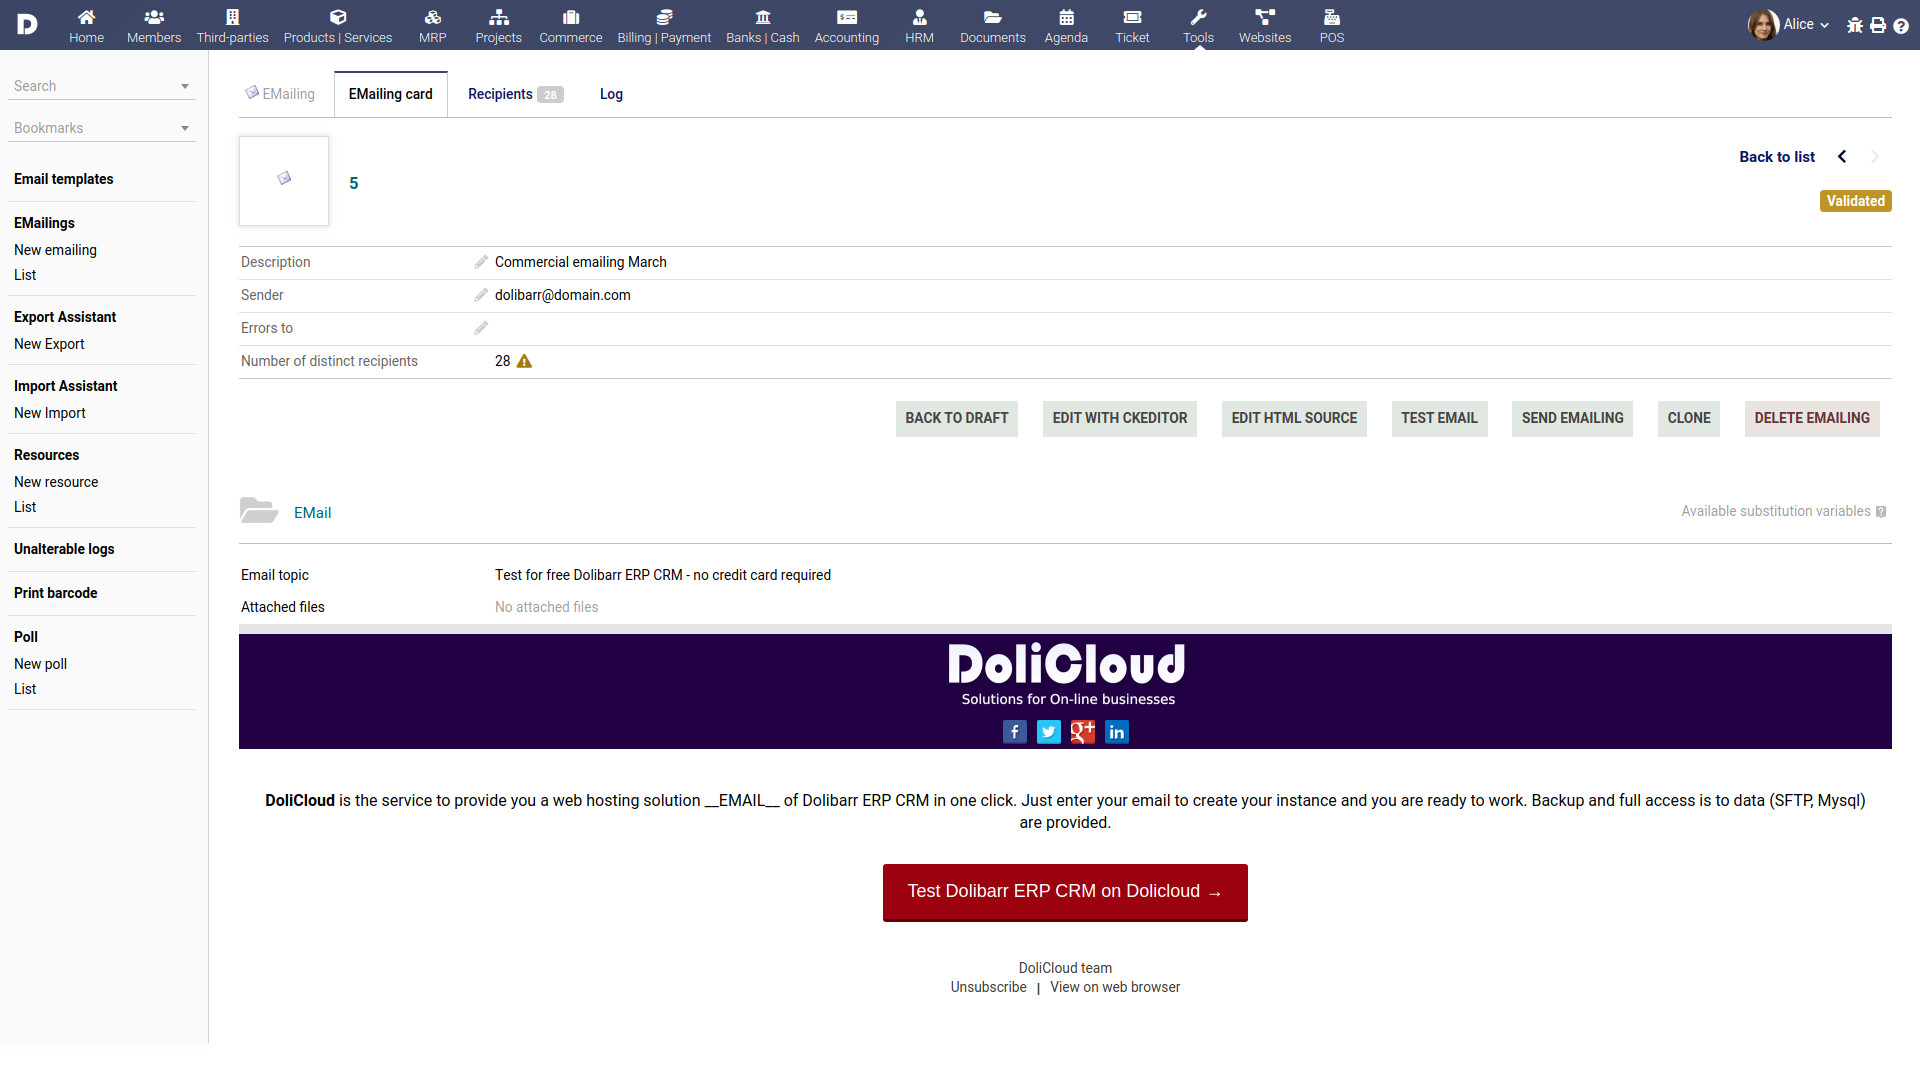 D Home Members Third-parties Products | Services MRP Projects Commerce Billing | Payment Banks | Cash Accounting HRM Documents Agenda Ticket Tools Websites POS Alice
Search
Bookmarks
Email templates
EMailings
New emailing
List
Export Assistant
New Export
Import Assistant
New Import
Resources
New resource
List
Unalterable logs
Print barcode
Poll
New poll
List
EMailing EMailing card Recipients 28 Log
Back to list
5
Validated
Description Commercial emailing March
Sender dolibarr@domain.com
Errors to
Number of distinct recipients 28
BACK TO DRAFT EDIT WITH CKEDITOR EDIT HTML SOURCE TEST EMAIL SEND EMAILING CLONE DELETE EMAILING
EMail Available substitution variables
Email topic Test for free Dolibarr ERP CRM - no credit card required
Attached files No attached files
DoliCloud
Solutions for On-line businesses
f g+ in
DoliCloud is the service to provide you a web hosting solution __EMAIL__ of Dolibarr ERP CRM in one click. Just enter your email to create your instance and you are ready to work. Backup and full access is to data (SFTP, Mysql)
are provided.
Test Dolibarr ERP CRM on Dolicloud →
DoliCloud team
Unsubscribe | View on web browser